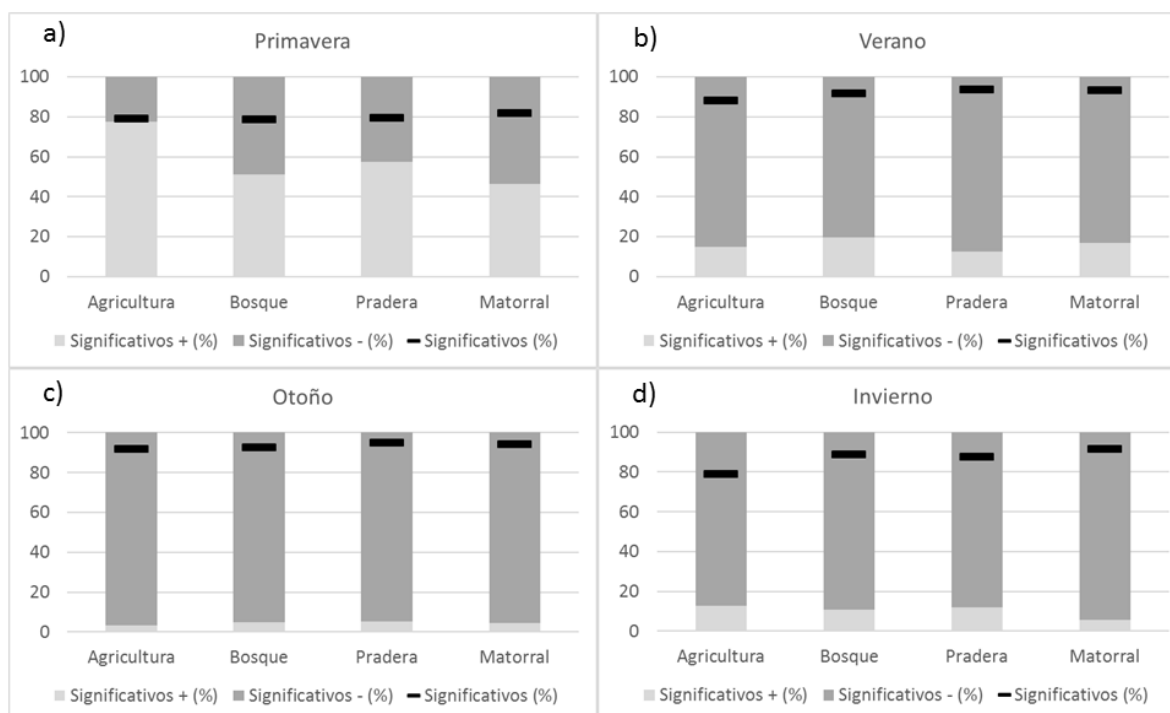 a)
Primavera
100
80
60
40
20
0
Agricultura Bosque Pradera Matorral
Significativos + (%) Significativos - (%) Significativos (%)
b)
Verano
100
80
60
40
20
0
Agricultura Bosque Pradera Matorral
Significativos + (%) Significativos - (%) Significativos (%)
c)
Otoño
100
80
60
40
20
0
Agricultura Bosque Pradera Matorral
Significativos + (%) Significativos - (%) Significativos (%)
d)
Invierno
100
80
60
40
20
0
Agricultura Bosque Pradera Matorral
Significativos + (%) Significativos - (%) Significativos (%)